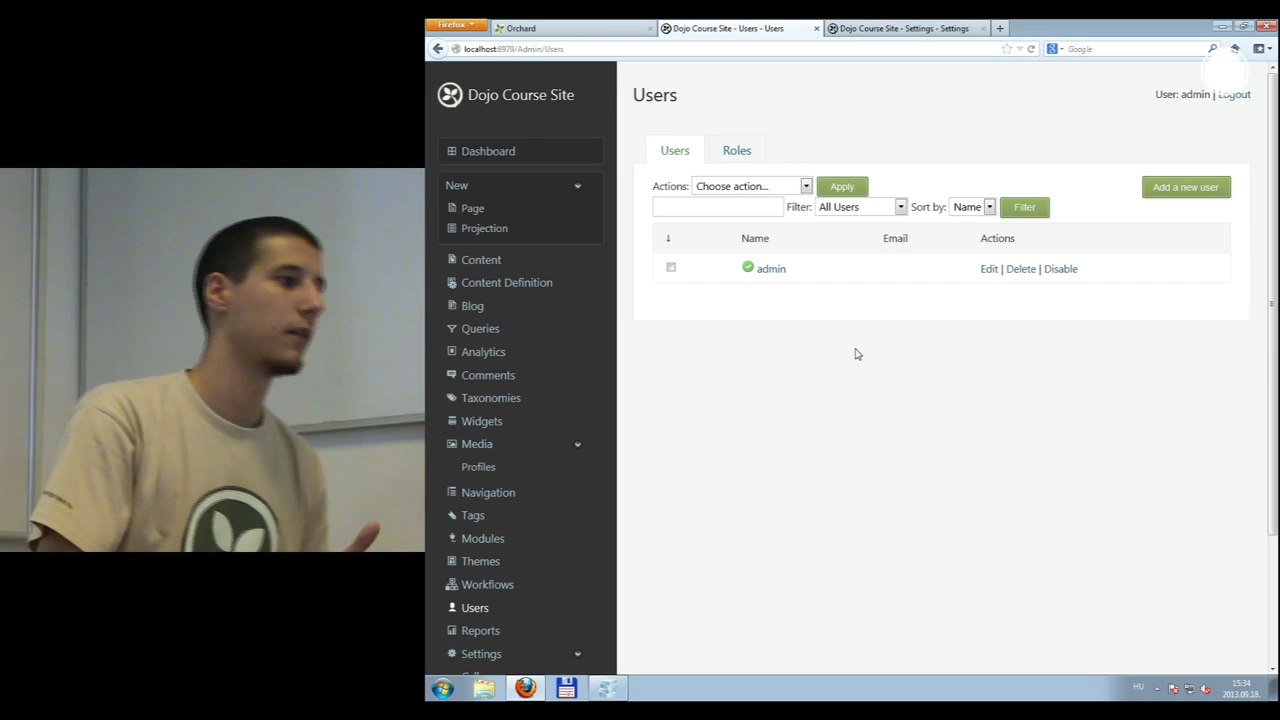 Firefox
Orchard
Dojo Course Site - Users - Users
Dojo Course Site - Settings - Settings
localhost:8979/Admin/Users
Google
Dojo Course Site
Users
User: admin | Logout
Dashboard
New
Page
Projection
Content
Content Definition
Blog
Queries
Analytics
Comments
Taxonomies
Widgets
Media
Profiles
Navigation
Tags
Modules
Themes
Workflows
Users
Reports
Settings
Users
Roles
Actions: Choose action... Apply
Add a new user
Filter: All Users Sort by: Name Filter
↓ Name Email Actions
admin Edit | Delete | Disable
HU
15:34
2013.09.18.